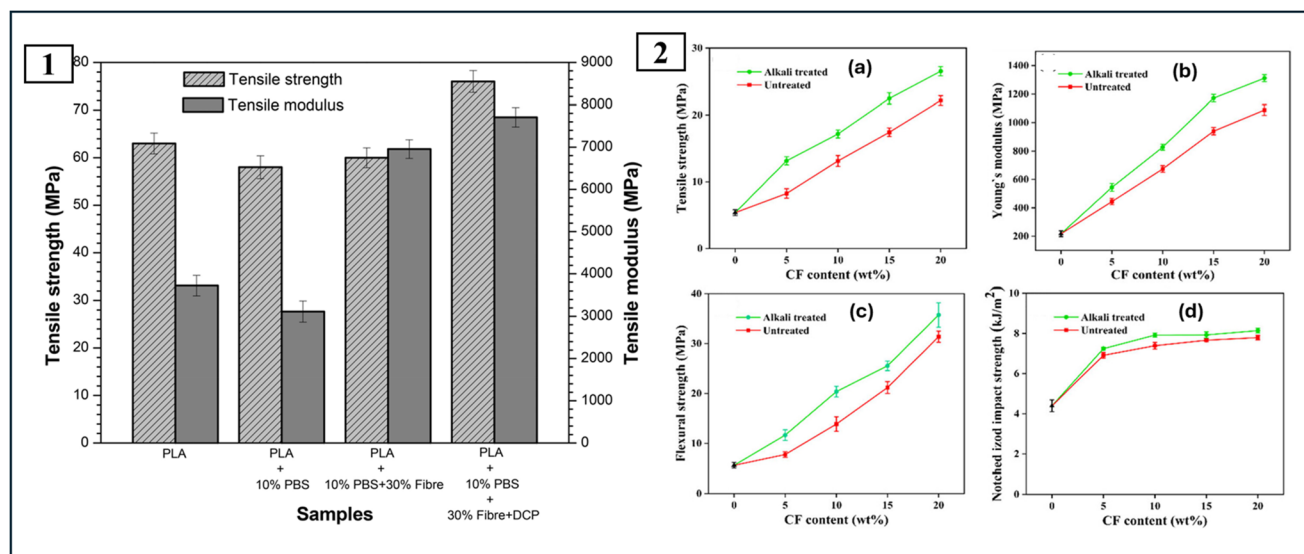 1
80
70
60
50
40
30
20
10
0
Tensile strength (MPa)
Tensile strength
Tensile modulus
9000
8000
7000
6000
5000
4000
3000
2000
1000
0
Tensile modulus (MPa)
PLA
PLA
+
10% PBS
PLA
+
10% PBS+30% Fibre
PLA
+
10% PBS
+
30% Fibre+DCP
Samples
2
(a)
Alkali treated
Untreated
30
20
10
0
Tensile strength (MPa)
0 5 10 15 20
CF content (wt%)
(b)
Alkali treated
Untreated
1400
1200
1000
800
600
400
200
Young`s modulus (MPa)
0 5 10 15 20
CF content (wt%)
(c)
Alkali treated
Untreated
40
30
20
10
0
Flexural strength (MPa)
0 5 10 15 20
CF content (wt%)
(d)
Alkali treated
Untreated
10
8
6
4
2
0
Notched izod impact strength (kJ/m²)
0 5 10 15 20
CF content (wt%)